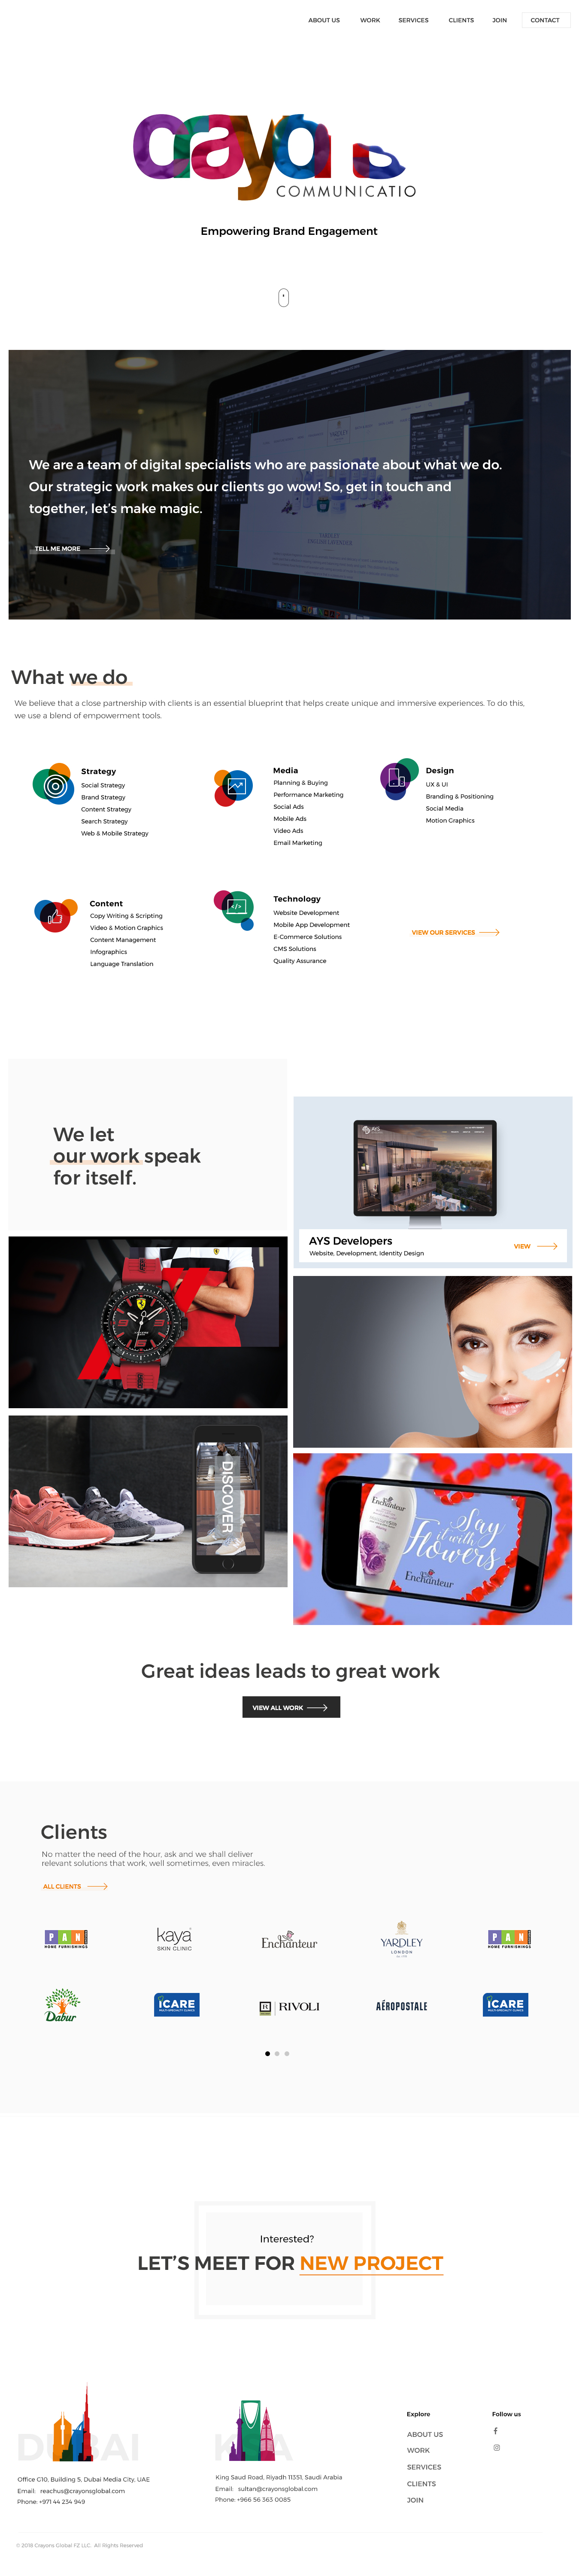 ABOUT US WORK SERVICES CLIENTS JOIN CONTACT
crayo
COMMUNICATIO
Empowering Brand Engagement
We are a team of digital specialists who are passionate about what we do.
Our strategic work makes our clients go wow! So, get in touch and
together, let's make magic.
TELL ME MORE
What we do
We believe that a close partnership with clients is an essential blueprint that helps create unique and immersive experiences. To do this,
we use a blend of empowerment tools.
Strategy
Social Strategy
Brand Strategy
Content Strategy
Search Strategy
Web & Mobile Strategy
Media
Planning & Buying
Performance Marketing
Social Ads
Mobile Ads
Video Ads
Email Marketing
Design
UX & UI
Branding & Positioning
Social Media
Motion Graphics
Content
Copy Writing & Scripting
Video & Motion Graphics
Content Management
Infographics
Language Translation
Technology
Website Development
Mobile App Development
E-Commerce Solutions
CMS Solutions
Quality Assurance
VIEW OUR SERVICES
We let
our work speak
for itself.
AYS
AYS Developers
Website, Development, Identity Design
VIEW
DISCOVER
Enchanteur
Say
it with
Flowers
Enchanteur
Great ideas leads to great work
VIEW ALL WORK
Clients
No matter the need of the hour, ask and we shall deliver
relevant solutions that work, well sometimes, even miracles.
ALL CLIENTS
PAN
HOME FURNISHINGS
kaya
SKIN CLINIC
Enchanteur
YARDLEY
LONDON
PAN
HOME FURNISHINGS
Dabur
iCARE
MULTI-SPECIALTY CLINICS
R RIVOLI
AÉROPOSTALE
iCARE
MULTI-SPECIALTY CLINICS
Interested?
LET'S MEET FOR NEW PROJECT
DUBAI
Office C10, Building 5, Dubai Media City, UAE
Email: reachus@crayonsglobal.com
Phone: +971 44 234 949
KSA
King Saud Road, Riyadh 11351, Saudi Arabia
Email: sultan@crayonsglobal.com
Phone: +966 56 363 0085
Explore
ABOUT US
WORK
SERVICES
CLIENTS
JOIN
Follow us
© 2018 Crayons Global FZ LLC. All Rights Reserved